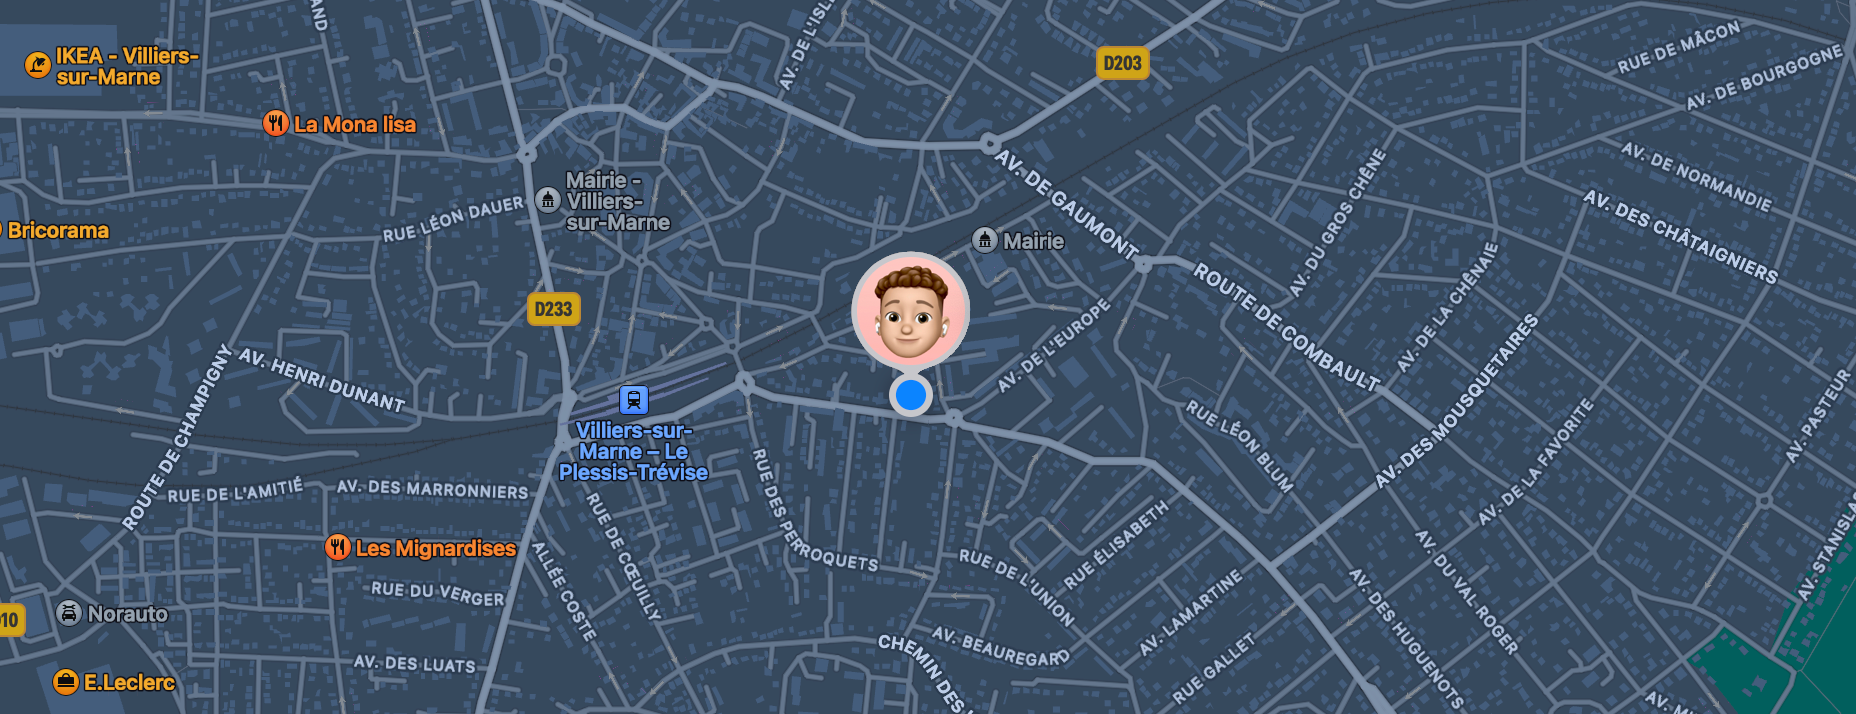 IKEA - Villiers-
sur-Marne
La Mona lisa
AV. DE L'ISL
D203
RUE DE MÂCON
AV. DE BOURGOGNE
Mairie -
Villiers-
sur-Marne
AV. DE GAUMONT
AV. DE NORMANDIE
AV. DES CHÂTAIGNIERS
Bricorama
RUE LÉON DAUER
Mairie
AV. DU GROS CHÊNE
ROUTE DE COMBAULT
AV. DE LA CHÊNAIE
D233
AV. DE L'EUROPE
AV. DES MOUSQUETAIRES
AV. HENRI DUNANT
ROUTE DE CHAMPIGNY
Villiers-sur-
Marne – Le
Plessis-Trévise
RUE LÉON BLUM
AV. DE LA FAVORITE
AV. PASTEUR
RUE DE L'AMITIÉ
AV. DES MARRONNIERS
RUE DE CŒUILLY
RUE DES PERROQUETS
Les Mignardises
ALLÉE COSTE
RUE DE L'UNION
RUE ÉLISABETH
AV. DU VAL ROGER
AV. STANISLA
RUE DU VERGER
Norauto
AV. LAMARTINE
AV. DES HUGUENOTS
CHEMIN DES
AV. BEAUREGARD
RUE GALLET
AV. DES LUATS
E.Leclerc